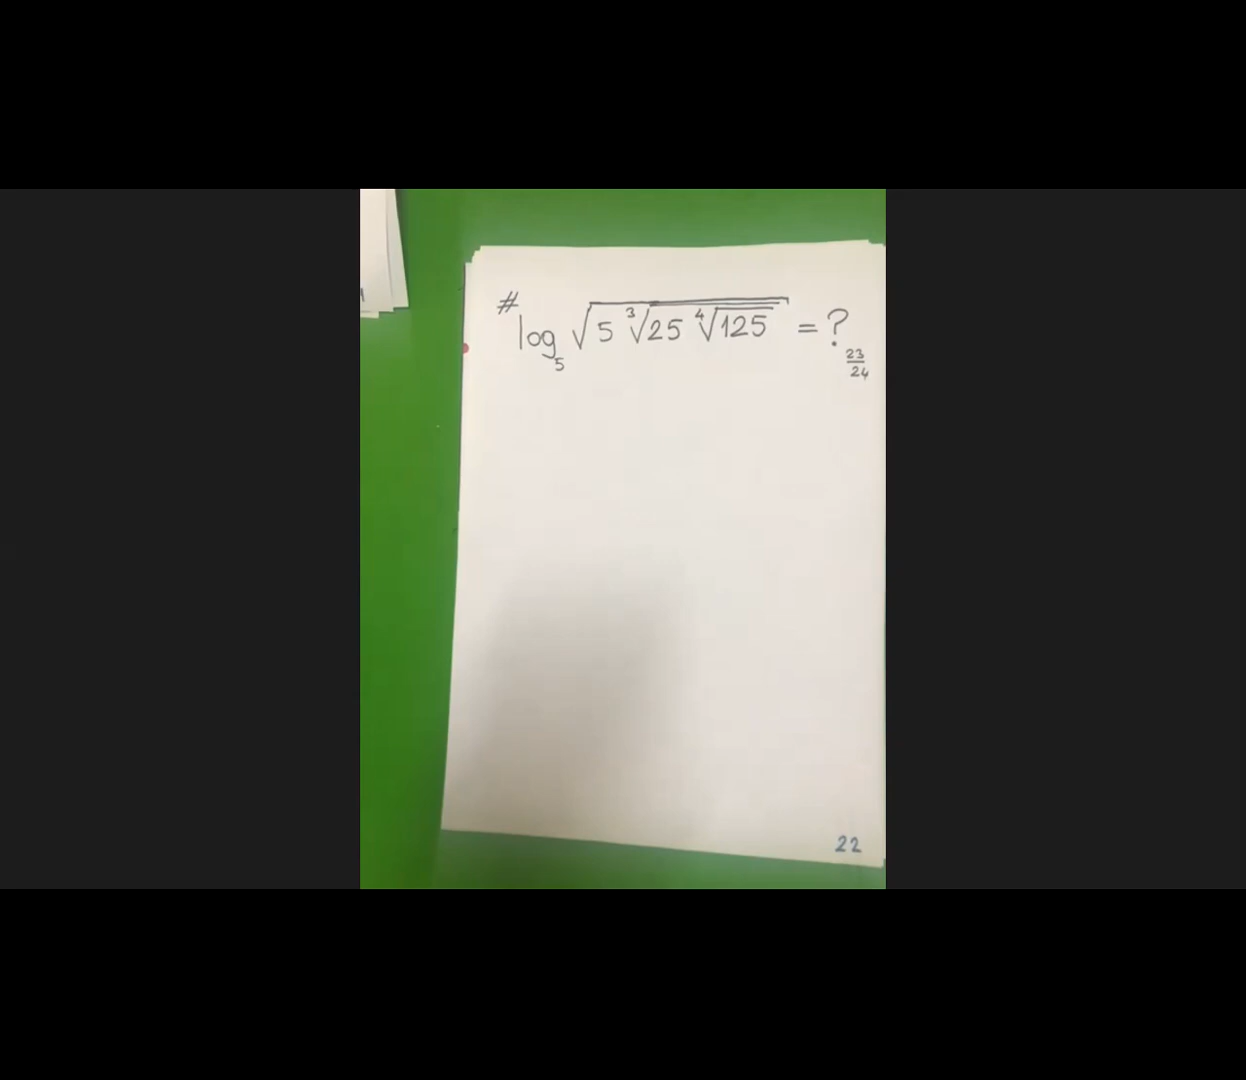 # log₅ √(5 ∛(25 ∜125)) = ?
23/24
22